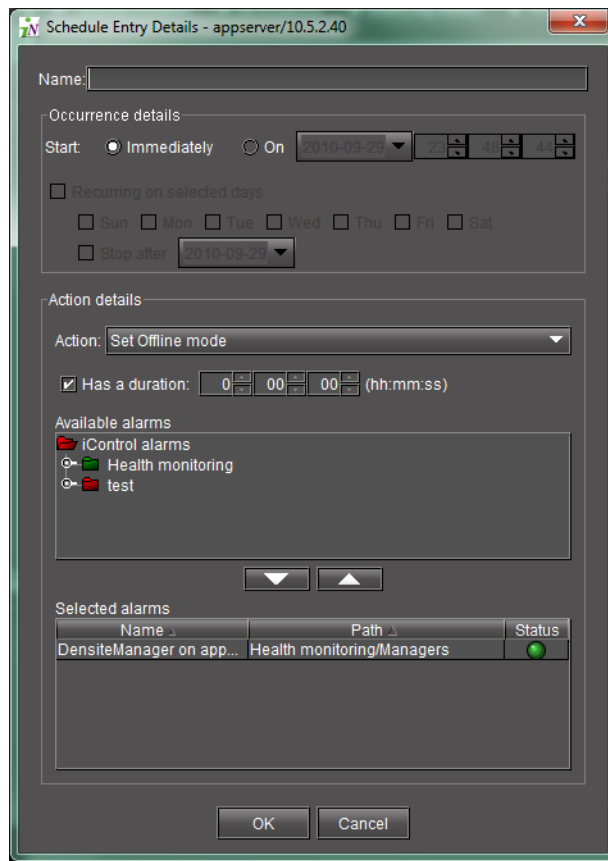 iN Schedule Entry Details - appserver/10.5.2.40 x
Name:
Occurrence details
Start: Immediately On 2010-09-29 23 48 44
Recurring on selected days
Sun Mon Tue Wed Thu Fri Sat
Stop after 2010-09-29
Action details
Action: Set Offline mode
Has a duration: 0 00 00 (hh:mm:ss)
Available alarms
iControl alarms
Health monitoring
test
Selected alarms
Name Path Status
DensiteManager on app... Health monitoring/Managers
OK Cancel